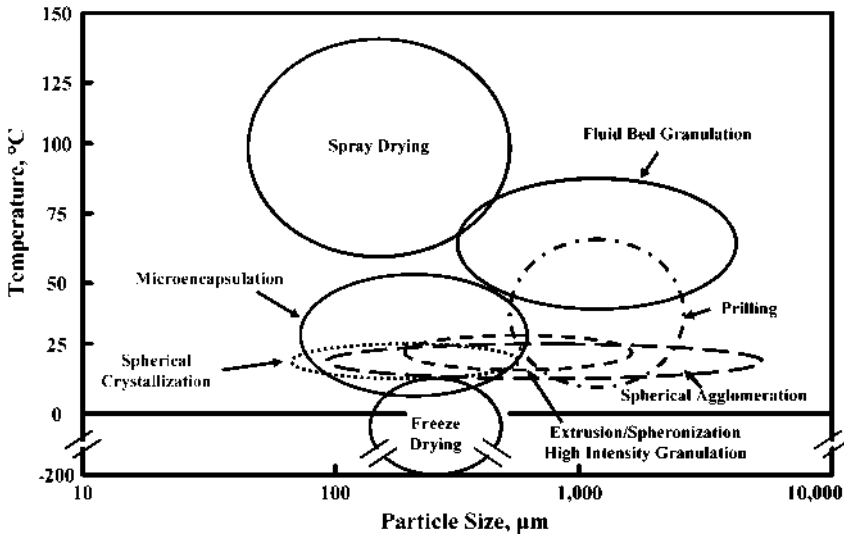 150
125
100
75
50
25
0
-200
Temperature, °C
Spray Drying
Fluid Bed Granulation
Microencapsulation
Prilling
Spherical
Crystallization
Spherical Agglomeration
Freeze
Drying
Extrusion/Spheronization
High Intensity Granulation
10
100
1,000
10,000
Particle Size, µm